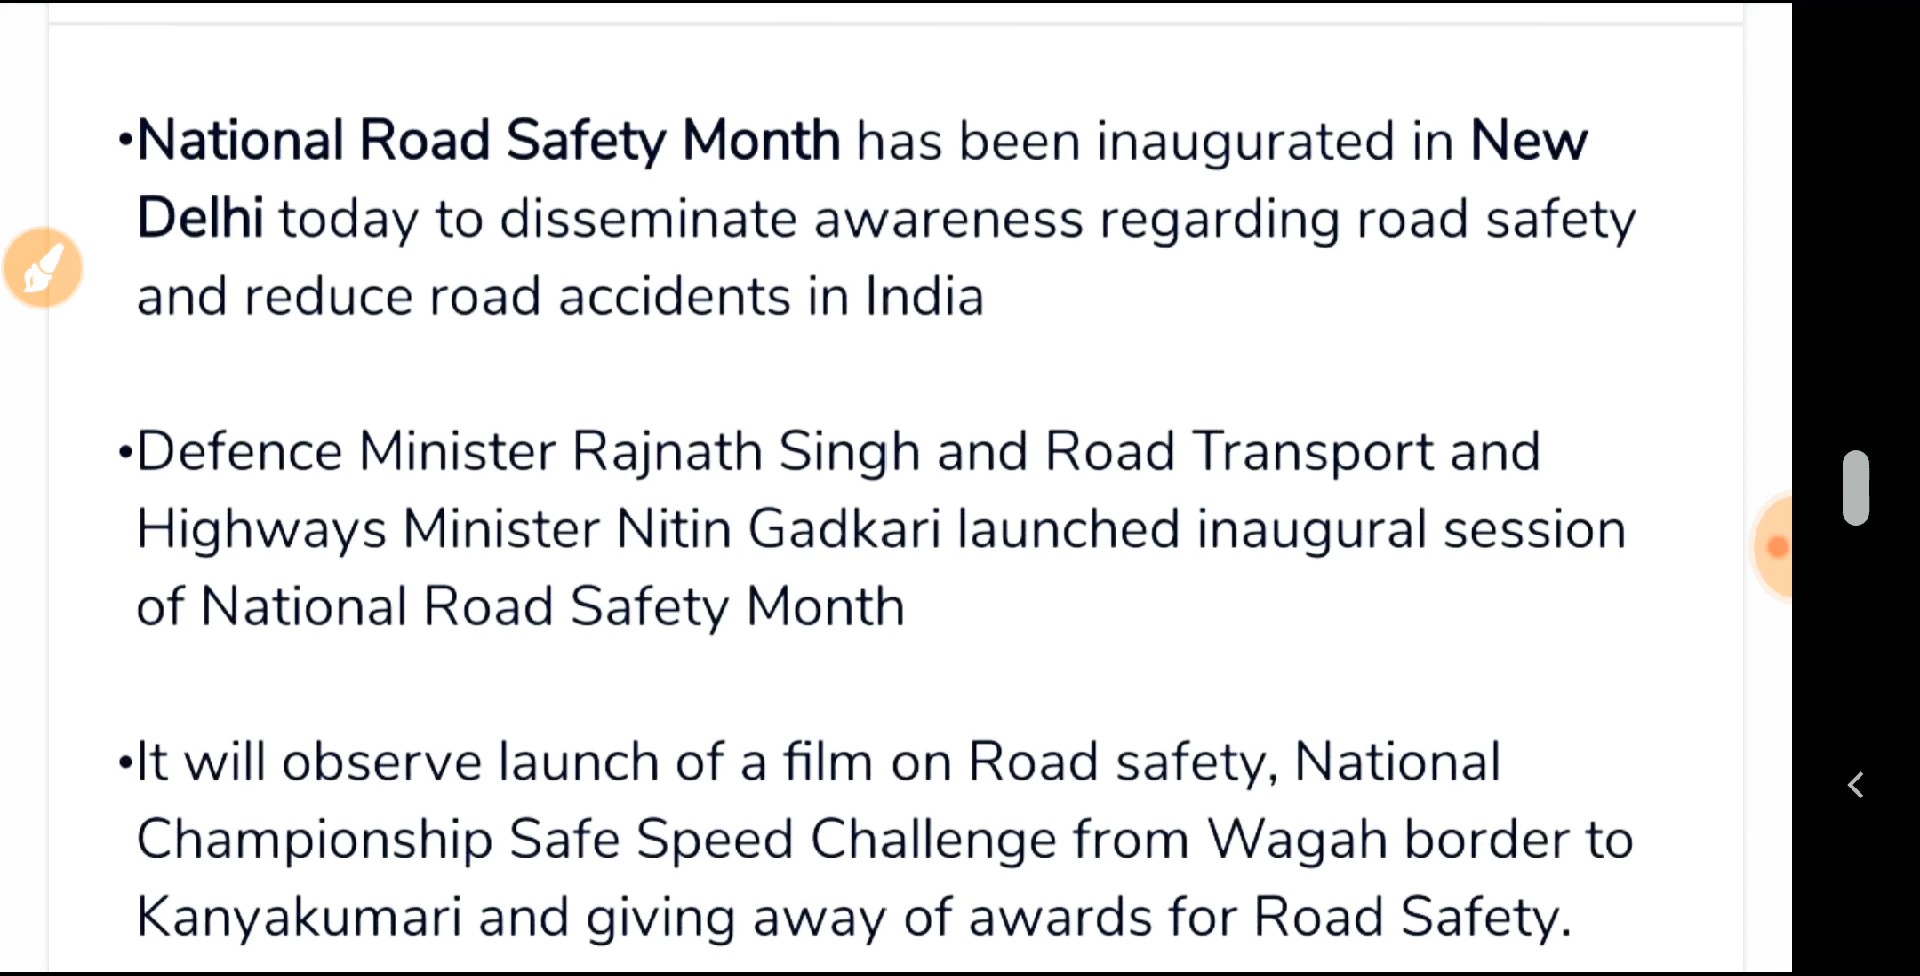 •National Road Safety Month has been inaugurated in New
Delhi today to disseminate awareness regarding road safety
and reduce road accidents in India
•Defence Minister Rajnath Singh and Road Transport and
Highways Minister Nitin Gadkari launched inaugural session
of National Road Safety Month
•It will observe launch of a film on Road safety, National
Championship Safe Speed Challenge from Wagah border to
Kanyakumari and giving away of awards for Road Safety.